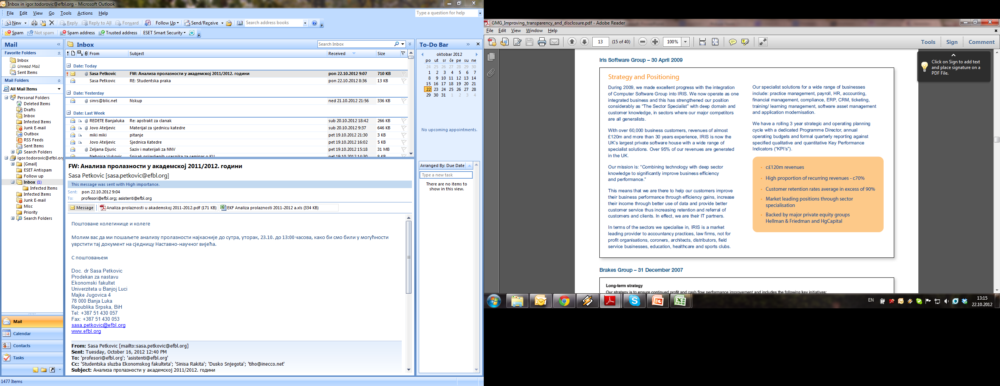 Inbox in igor.todorovic@efbl.org - Microsoft Outlook
File Edit View Go Tools Actions Help
Type a question for help
New Reply Reply to All Forward Follow Up Send/Receive Search address books
Spam Not spam Spam address Trusted address ESET Smart Security
Mail
Favorite Folders
Inbox
Unread Mail
Sent Items
Mail Folders
All Mail Items
Personal Folders
Deleted Items
Drafts
Inbox
Infected Items
Junk E-mail
Outbox
RSS Feeds
Sent Items
Search Folders
igor.todorovic@efbl.org
[Gmail]
ESET Antispam
Follow up
Inbox (1)
Infected Items
Infected Items
Junk E-mail
Misc
Priority
Search Folders
Mail
Calendar
Contacts
Tasks
1477 Items
Inbox
Search Inbox
From Subject Received Size
Date: Today
Sasa Petkovic FW: Анализа пролазности у академској 2011/2012. години pon 22.10.2012 9:07 710 KB
Sasa Petkovic RE: Studentska praka pon 22.10.2012 8:36 13 KB
Date: Yesterday
sinrs@blic.net Nskup ned 21.10.2012 21:56 336 KB
Date: Last Week
REDETE Banjaluka Re: apstrakt za clanak sub 20.10.2012 18:42 266 KB
Jovo Ateljevic Materijal za sjednicu katedre sub 20.10.2012 9:37 646 KB
miki miki pitanje pet 19.10.2012 21:30 3 KB
Jovo Ateljevic Sjednica Katedre pet 19.10.2012 16:02 5 KB
Zeljana Djuric Saziv i materijali za NNV pet 19.10.2012 15:18 31 MB
Nebojsa Vukovic Spisak prijavljenih ucesnika za seminar o KU pet 19.10.2012 14:30 8 KB
FW: Анализа пролазности у академској 2011/2012. години
Sasa Petkovic [sasa.petkovic@efbl.org]
This message was sent with High importance.
Sent: pon 22.10.2012 9:04
To: profesori@efbl.org; asistenti@efbl.org
Message Analiza prolaznosti u akademskoj 2011-2012.pdf (171 KB) EKF Analiza prolaznosti 2011-2012 a.xls (334 KB)
Поштоване колегинице и колеге
Молим вас да ми пошаљете анализу пролазности најкасније до сутра, уторак, 23.10. до 13:00 часова, како би смо били у могућности
уврстити тај документ на сједницу Наставно-научног вијећа.
С поштовањем
Doc. dr Sasa Petkovic
Prodekan za nastavu
Ekonomski fakultet
Univerziteta u Banjoj Luci
Majke Jugovica 4
78 000 Banja Luka
Republika Srpska, BiH
Tel: +387 51 430 057
Fax: +387 51 430 053
sasa.petkovic@efbl.org
www.efbl.org
From: Sasa Petkovic [mailto:sasa.petkovic@efbl.org]
Sent: Tuesday, October 16, 2012 12:40 PM
To: 'profesori@efbl.org'; 'asistenti@efbl.org'
Cc: 'Studentska sluzba Ekonomskog fakulteta'; 'Sinisa Rakita'; 'Dusko Snjegota'; 'tiho@inecco.net'
Subject: Анализа пролазности у академској 2011/2012. години
To-Do Bar
oktobar 2012
po ut sr če pe su ne
24 25 26 27 28 29 30
1 2 3 4 5 6 7
8 9 10 11 12 13 14
15 16 17 18 19 20 21
22 23 24 25 26 27 28
29 30 31 1 2 3 4
No upcoming appointments.
Arranged By: Due Date
Type a new task
There are no items to
show in this view.
GMG_Improving_transparency_and_disclosure.pdf - Adobe Reader
File Edit View Window Help
13 (15 of 40) 100% Tools Sign Comment
Click on Sign to add text
and place signature on a
PDF File.
Iris Software Group – 30 April 2009
Strategy and Positioning
During 2009, we made excellent progress with the integration
of Computer Software Group into IRIS. We now operate as one
integrated business and this has strengthened our position
considerably as “The Sector Specialist” with deep domain and
customer knowledge, in sectors where our major competitors
are all generalists.
With over 60,000 business customers, revenues of almost
£120m and more than 30 years experience, IRIS is now the
UK’s largest private software house with a wide range of
specialist solutions. Over 95% of our revenues are generated
in the UK.
Our mission is: “Combining technology with deep sector
knowledge to significantly improve business efficiency
and performance.”
This means that we are there to help our customers improve
their business performance through efficiency gains, increase
their income through better use of data and provide better
customer service thus increasing retention and referral of
customers and clients. In effect, we are their IT partners.
In terms of the sectors we specialise in, IRIS is a market
leading provider to accountancy practices, law firms, not for
profit organisations, coroners, architects, distributors, field
service businesses, education, healthcare and sports clubs.
Our specialist solutions for a wide range of businesses
include: practice management, payroll, HR, accounting,
financial management, compliance, ERP, CRM, ticketing,
training/ learning management, software asset management
and application modernisation.
We have a rolling 3 year strategic and operating planning
cycle with a dedicated Programme Director, annual
operating budgets and formal quarterly reporting against
specified qualitative and quantitative Key Performance
Indicators (“KPI’s”).
c£120m revenues
High proportion of recurring revenues - c70%
Customer retention rates average in excess of 90%
Market leading positions through sector
specialisation
Backed by major private equity groups
Hellman & Friedman and HgCapital
Brakes Group – 31 December 2007
Long-term strategy
Our strategy is to ensure continued profit and cash flow performance improvement and includes the following key initiatives:
EN 13:15
22.10.2012